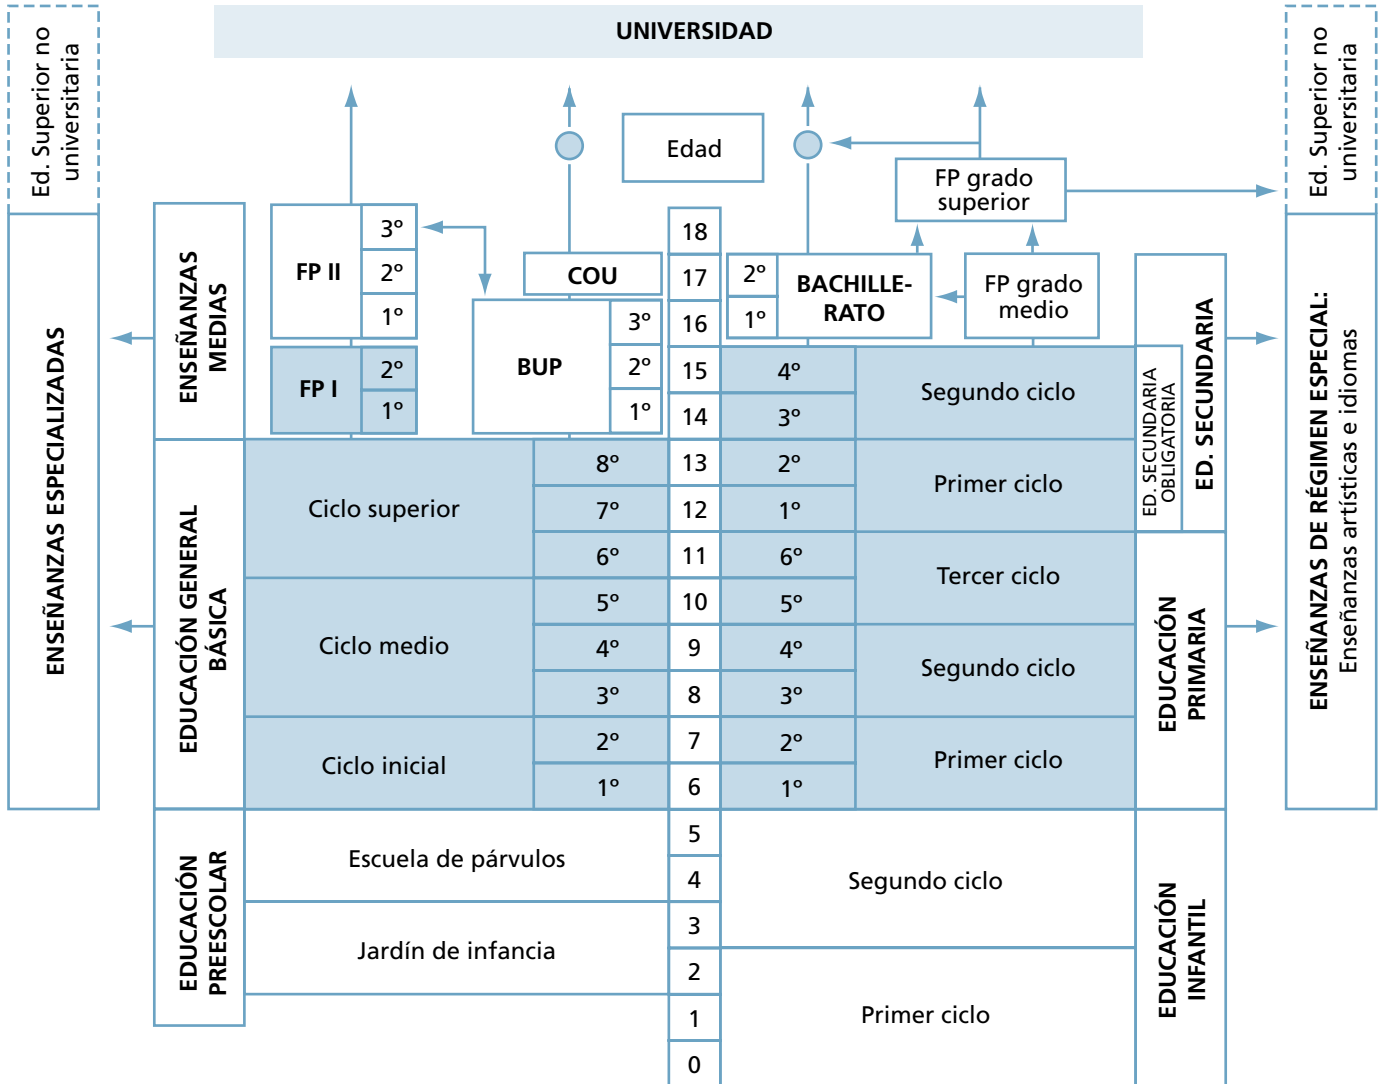 UNIVERSIDAD
Ed. Superior no
universitaria
Ed. Superior no
universitaria
Edad
FP grado
superior
ENSEÑANZAS ESPECIALIZADAS
ENSEÑANZAS
MEDIAS
FP II
3º
2º
1º
FP I
2º
1º
COU
BUP
3º
2º
1º
18
17
16
15
14
13
12
11
10
9
8
7
6
5
4
3
2
1
0
2º
1º
BACHILLE-
RATO
FP grado
medio
4º
3º
Segundo ciclo
2º
1º
Primer ciclo
ED. SECUNDARIA
OBLIGATORIA
ED. SECUNDARIA
ENSEÑANZAS DE RÉGIMEN ESPECIAL:
Enseñanzas artísticas e idiomas
EDUCACIÓN GENERAL
BÁSICA
Ciclo superior
8º
7º
6º
Ciclo medio
5º
4º
3º
Ciclo inicial
2º
1º
6º
5º
Tercer ciclo
4º
3º
Segundo ciclo
2º
1º
Primer ciclo
EDUCACIÓN
PRIMARIA
EDUCACIÓN
PREESCOLAR
Escuela de párvulos
Jardín de infancia
Segundo ciclo
Primer ciclo
EDUCACIÓN
INFANTIL